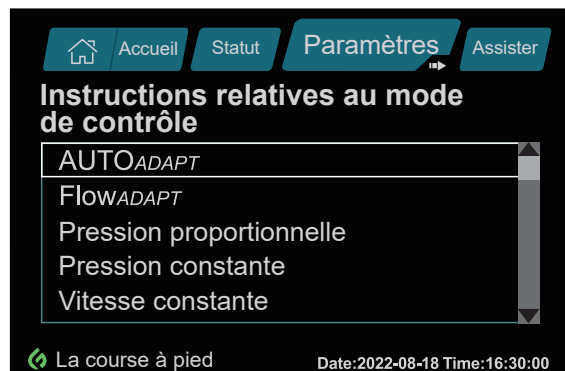 Accueil Statut Paramètres Assister
Instructions relatives au mode
de contrôle
AUTOADAPT
FlowADAPT
Pression proportionnelle
Pression constante
Vitesse constante
La course à pied Date:2022-08-18 Time:16:30:00